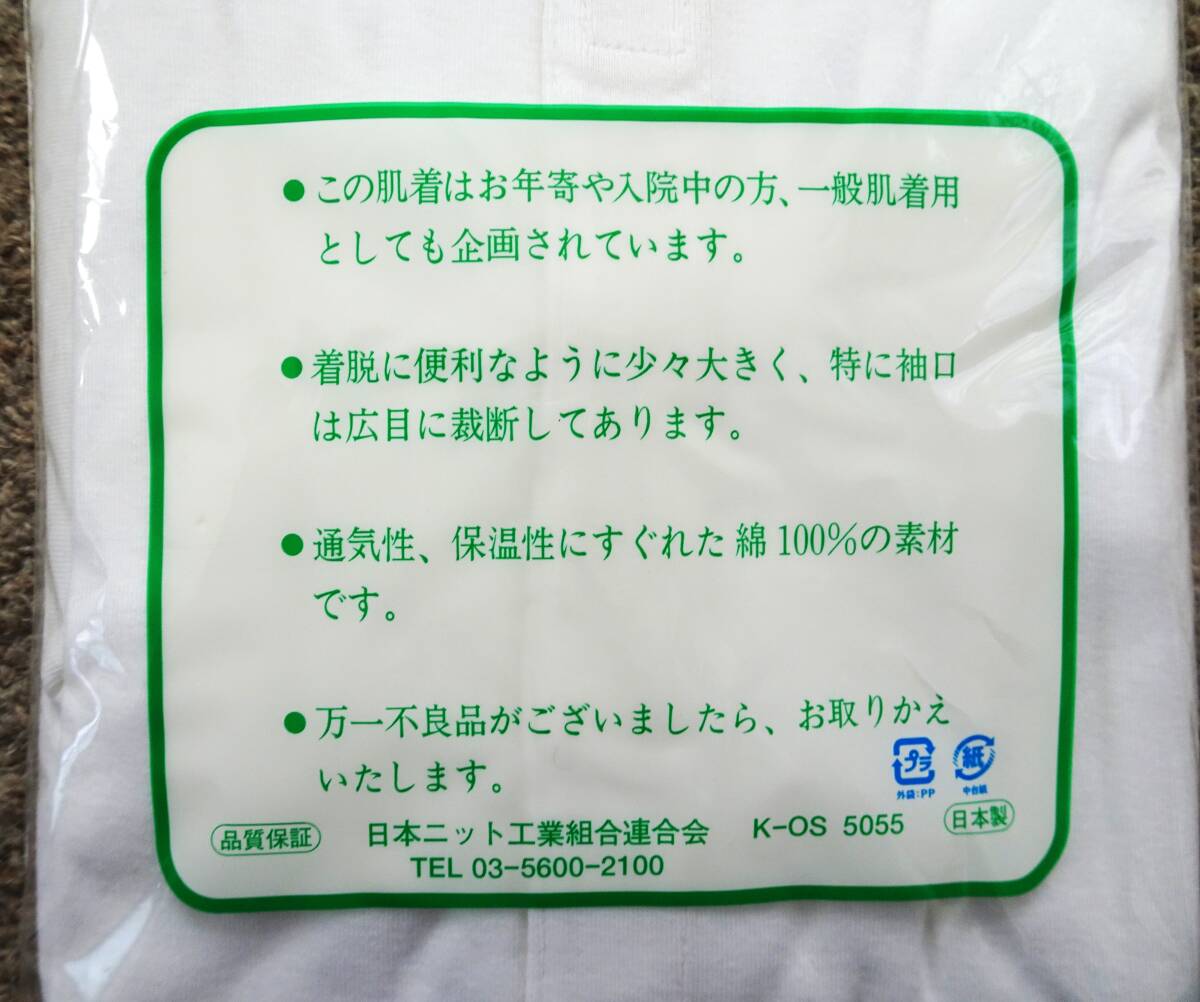 ●この肌着はお年寄や入院中の方、一般肌着用
としても企画されています。
●着脱に便利なように少々大きく、特に袖口
は広目に裁断してあります。
●通気性、保温性にすぐれた綿100%の素材
です。
●万一不良品がございましたら、お取りかえ
いたします。
プラ 紙
外袋:PP 中台紙
品質保証 日本ニット工業組合連合会 K-OS 5055 日本製
TEL 03-5600-2100